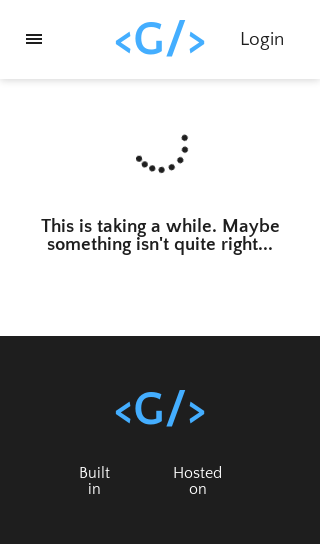 <G/>
Login
This is taking a while. Maybe
something isn't quite right...
<G/>
Built
in
Hosted
on